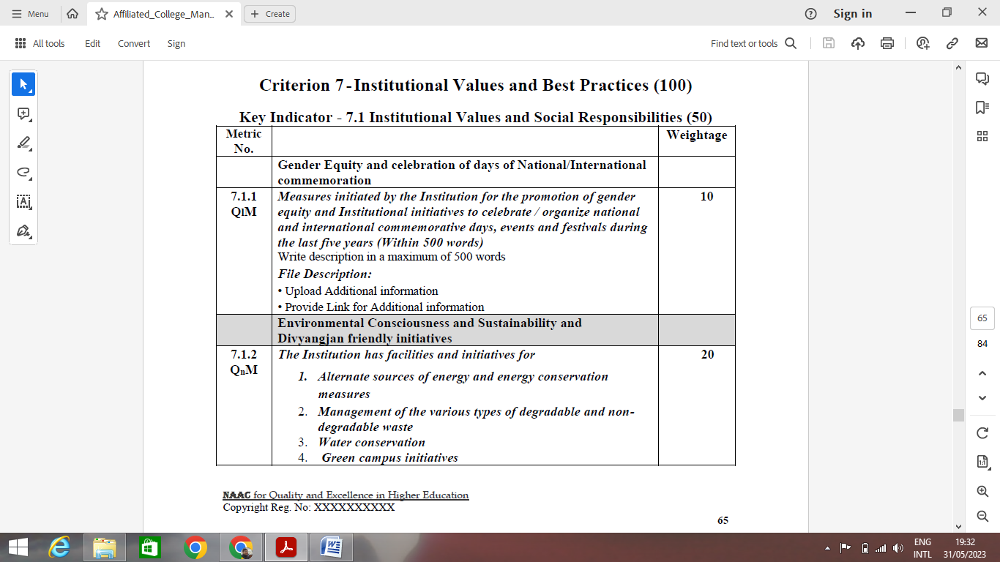 Menu
Affiliated_College_Man...
Create
Sign in
All tools
Edit
Convert
Sign
Find text or tools
Criterion 7 - Institutional Values and Best Practices (100)
Key Indicator - 7.1 Institutional Values and Social Responsibilities (50)
Metric
No.
Weightage
Gender Equity and celebration of days of National/International
commemoration
7.1.1
QlM
Measures initiated by the Institution for the promotion of gender
equity and Institutional initiatives to celebrate / organize national
and international commemorative days, events and festivals during
the last five years (Within 500 words)
Write description in a maximum of 500 words
File Description:
• Upload Additional information
• Provide Link for Additional information
10
Environmental Consciousness and Sustainability and
Divyangjan friendly initiatives
7.1.2
QnM
The Institution has facilities and initiatives for
1. Alternate sources of energy and energy conservation
measures
2. Management of the various types of degradable and non-
degradable waste
3. Water conservation
4. Green campus initiatives
20
NAAC for Quality and Excellence in Higher Education
Copyright Reg. No: XXXXXXXXXX
65
65
84
1:1
ENG
INTL
19:32
31/05/2023